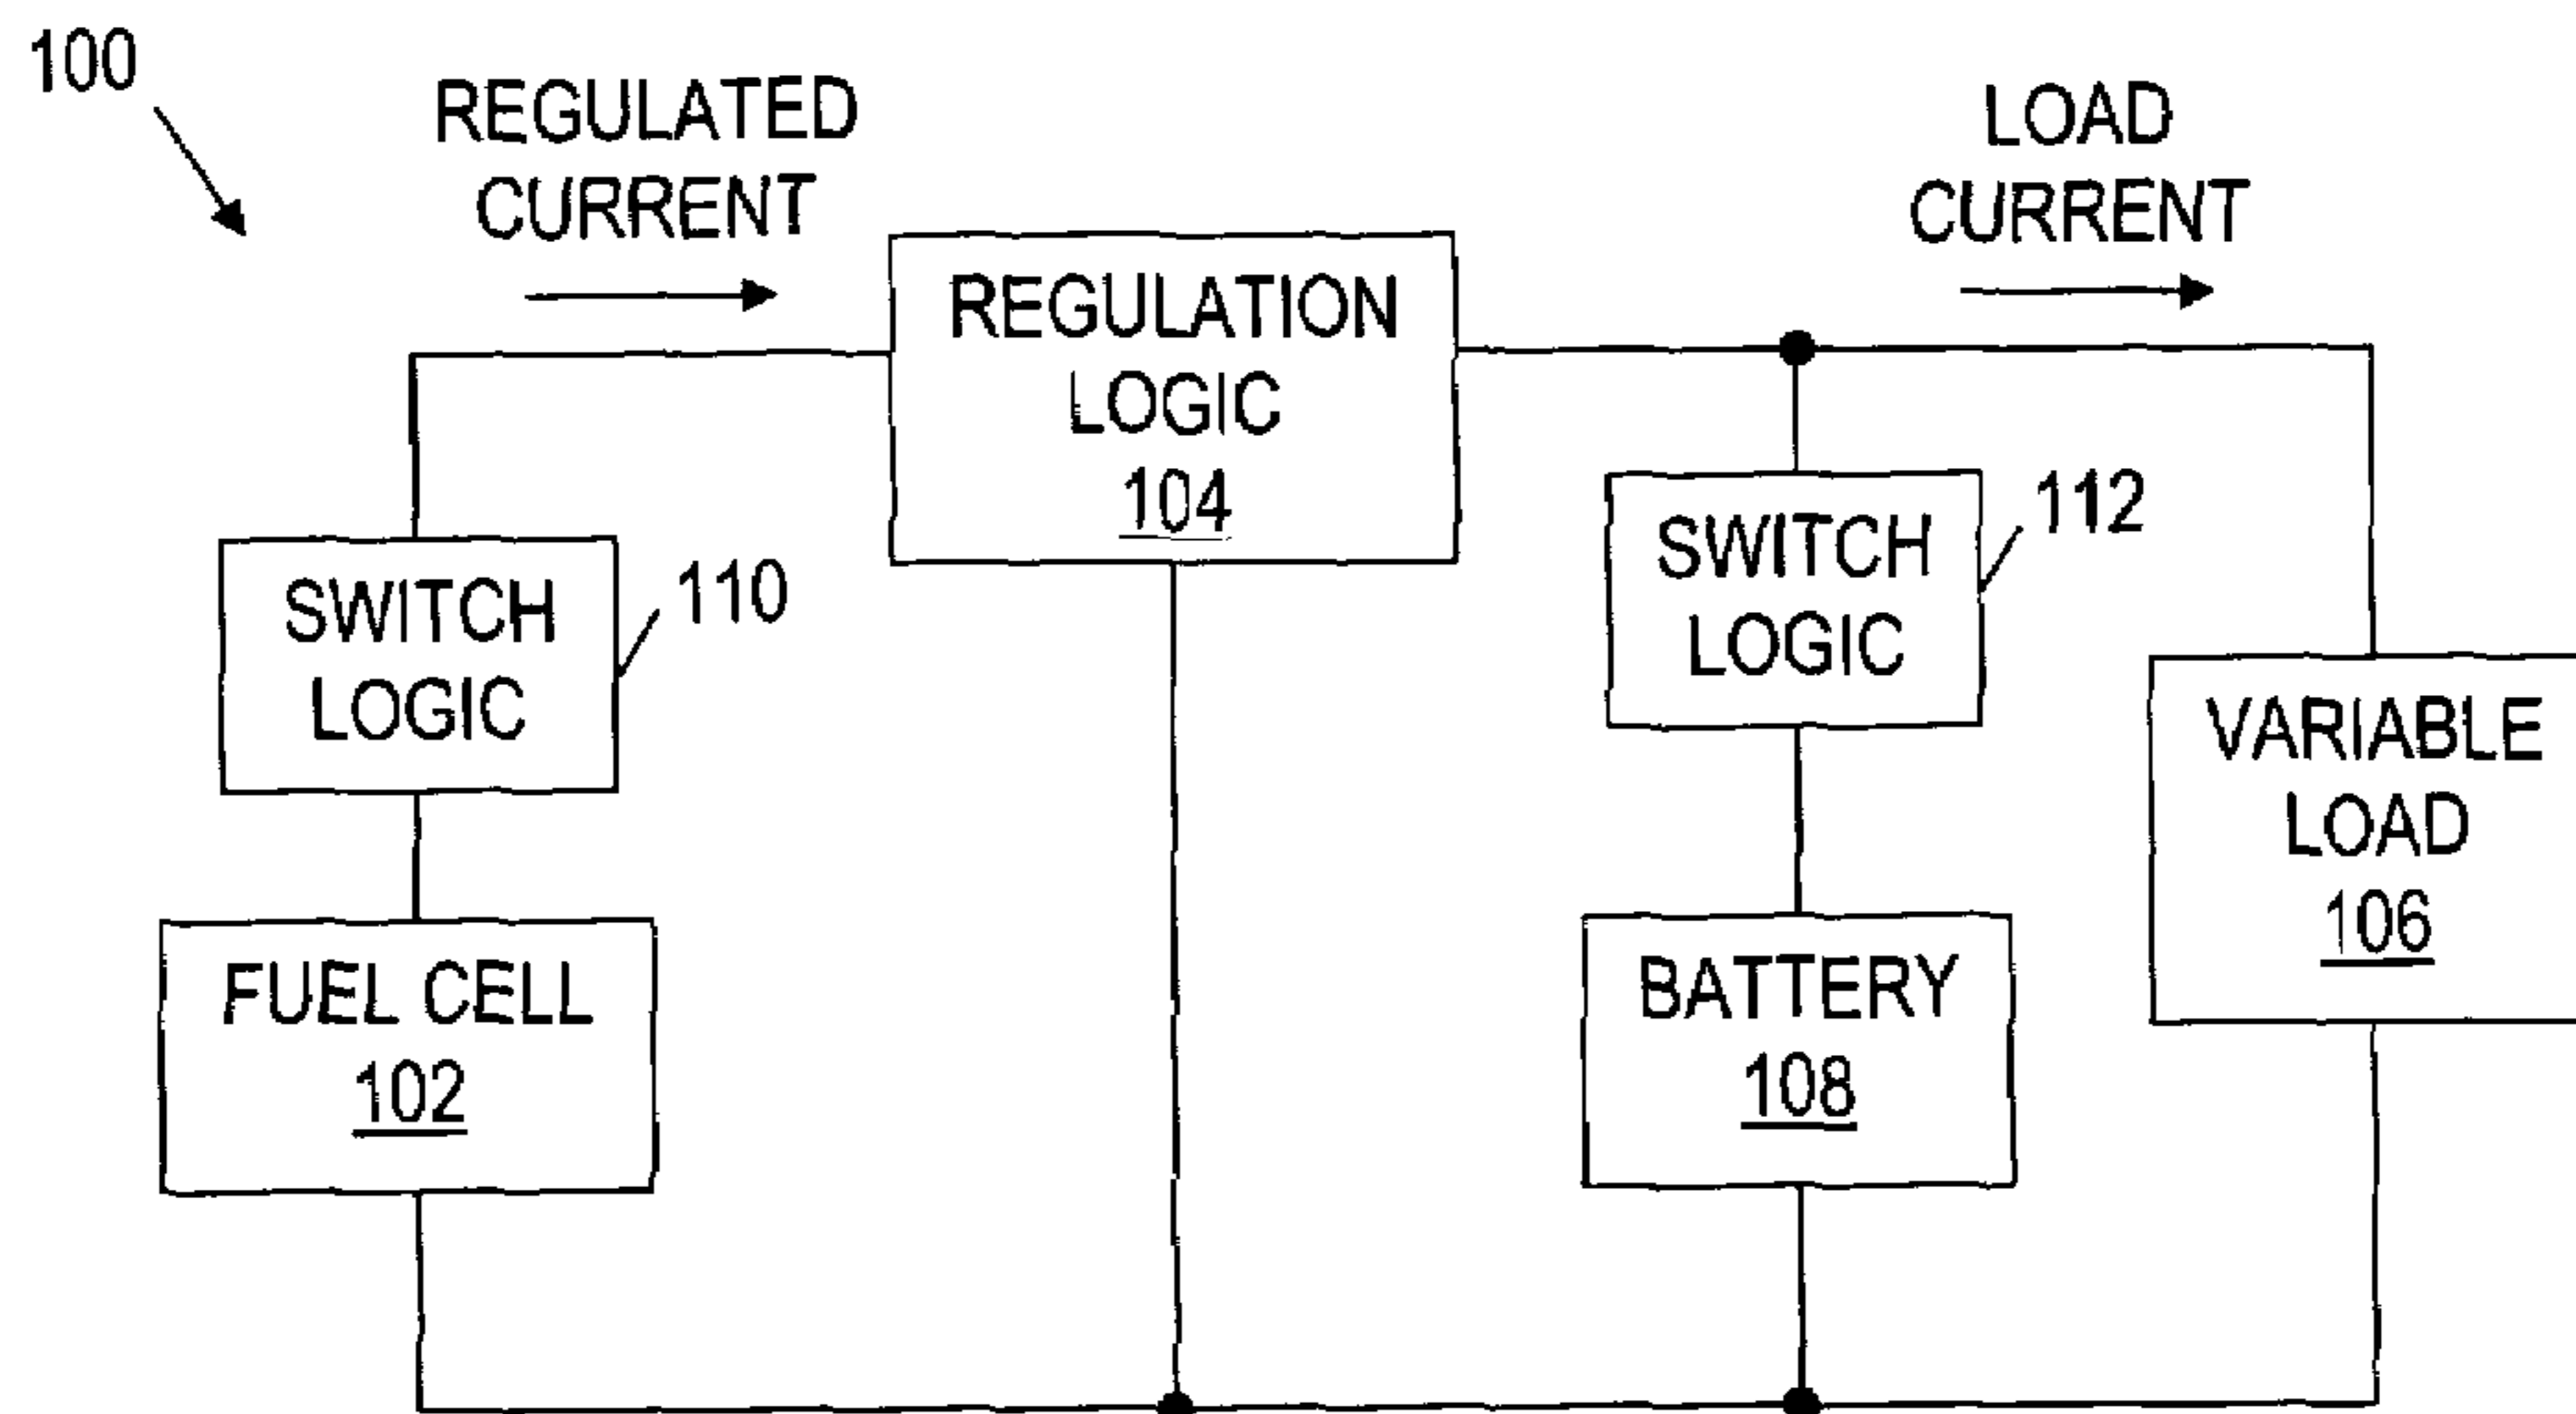 100
REGULATED
CURRENT
LOAD
CURRENT
REGULATION
LOGIC
104
SWITCH
LOGIC
110
SWITCH
LOGIC
112
VARIABLE
LOAD
106
FUEL CELL
102
BATTERY
108